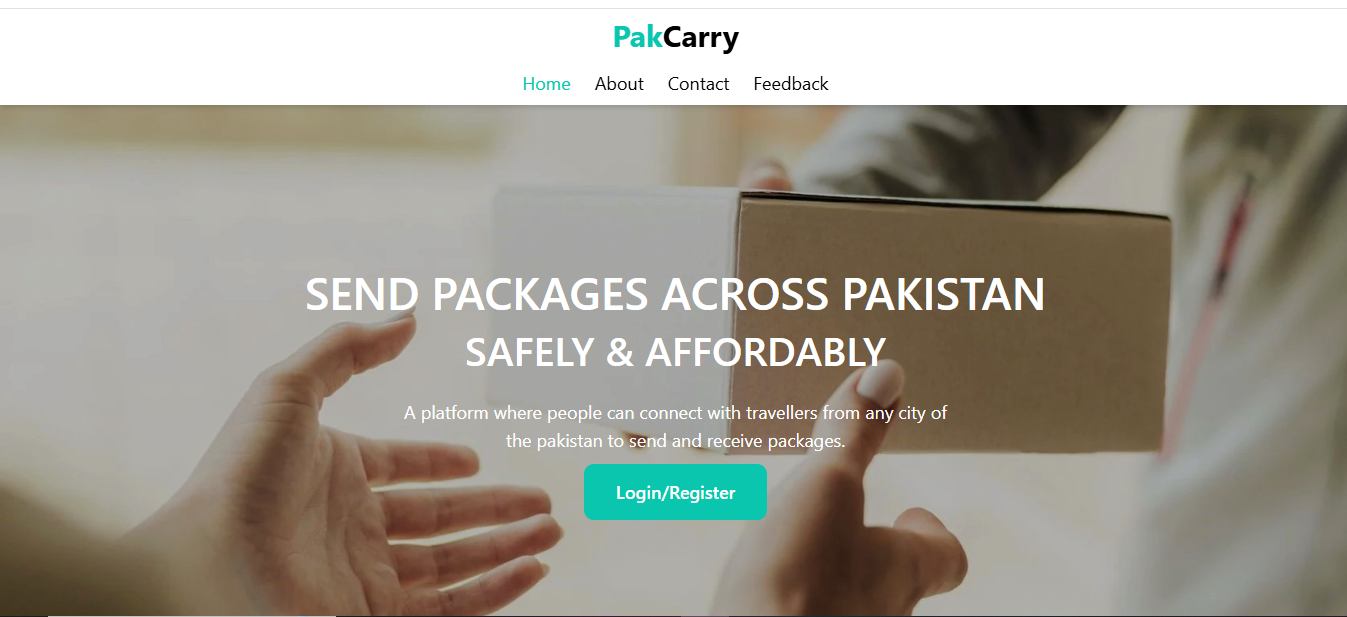 PakCarry
Home About Contact Feedback
SEND PACKAGES ACROSS PAKISTAN
SAFELY & AFFORDABLY
A platform where people can connect with travellers from any city of
the pakistan to send and receive packages.
Login/Register